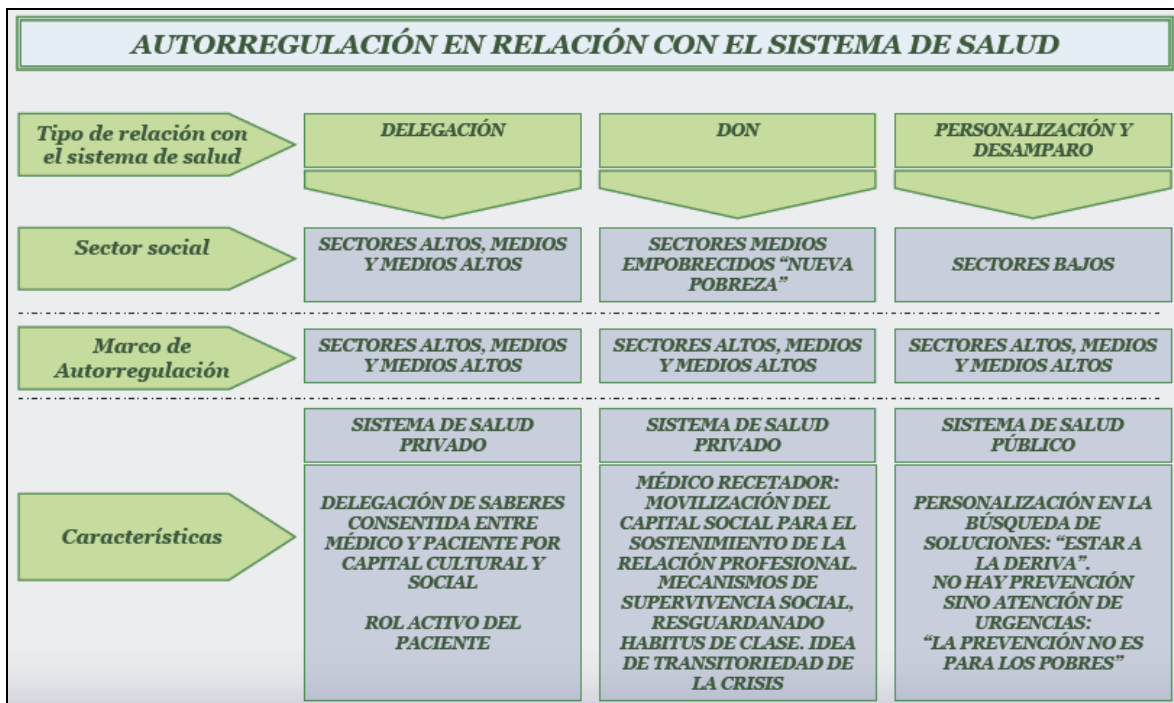 AUTORREGULACIÓN EN RELACIÓN CON EL SISTEMA DE SALUD
Tipo de relación con
el sistema de salud
DELEGACIÓN
DON
PERSONALIZACIÓN Y
DESAMPARO
Sector social
SECTORES ALTOS, MEDIOS
Y MEDIOS ALTOS
SECTORES MEDIOS
EMPOBRECIDOS “NUEVA
POBREZA”
SECTORES BAJOS
Marco de
Autorregulación
SECTORES ALTOS, MEDIOS
Y MEDIOS ALTOS
SECTORES ALTOS, MEDIOS
Y MEDIOS ALTOS
SECTORES ALTOS, MEDIOS
Y MEDIOS ALTOS
Características
SISTEMA DE SALUD
PRIVADO
DELEGACIÓN DE SABERES
CONSENTIDA ENTRE
MÉDICO Y PACIENTE POR
CAPITAL CULTURAL Y
SOCIAL
ROL ACTIVO DEL
PACIENTE
SISTEMA DE SALUD
PRIVADO
MÉDICO RECETADOR:
MOVILIZACIÓN DEL
CAPITAL SOCIAL PARA EL
SOSTENIMIENTO DE LA
RELACIÓN PROFESIONAL.
MECANISMOS DE
SUPERVIVENCIA SOCIAL,
RESGUARDANADO
HABITUS DE CLASE. IDEA
DE TRANSITORIEDAD DE
LA CRISIS
SISTEMA DE SALUD
PÚBLICO
PERSONALIZACIÓN EN LA
BÚSQUEDA DE
SOLUCIONES: “ESTAR A
LA DERIVA”.
NO HAY PREVENCIÓN
SINO ATENCIÓN DE
URGENCIAS:
“LA PREVENCIÓN NO ES
PARA LOS POBRES”